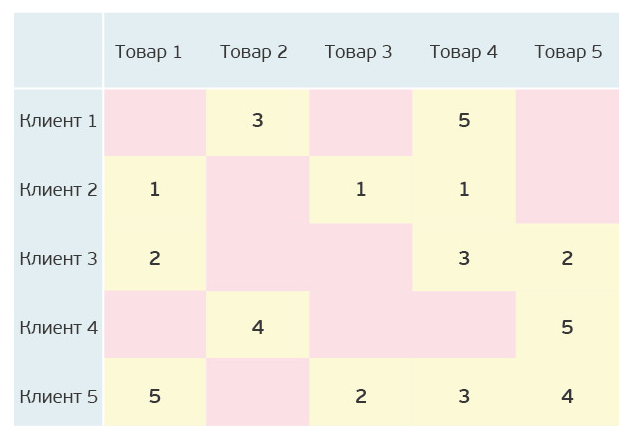 Товар 1 Товар 2 Товар 3 Товар 4 Товар 5
Клиент 1 3 5
Клиент 2 1 1 1
Клиент 3 2 3 2
Клиент 4 4 5
Клиент 5 5 2 3 4